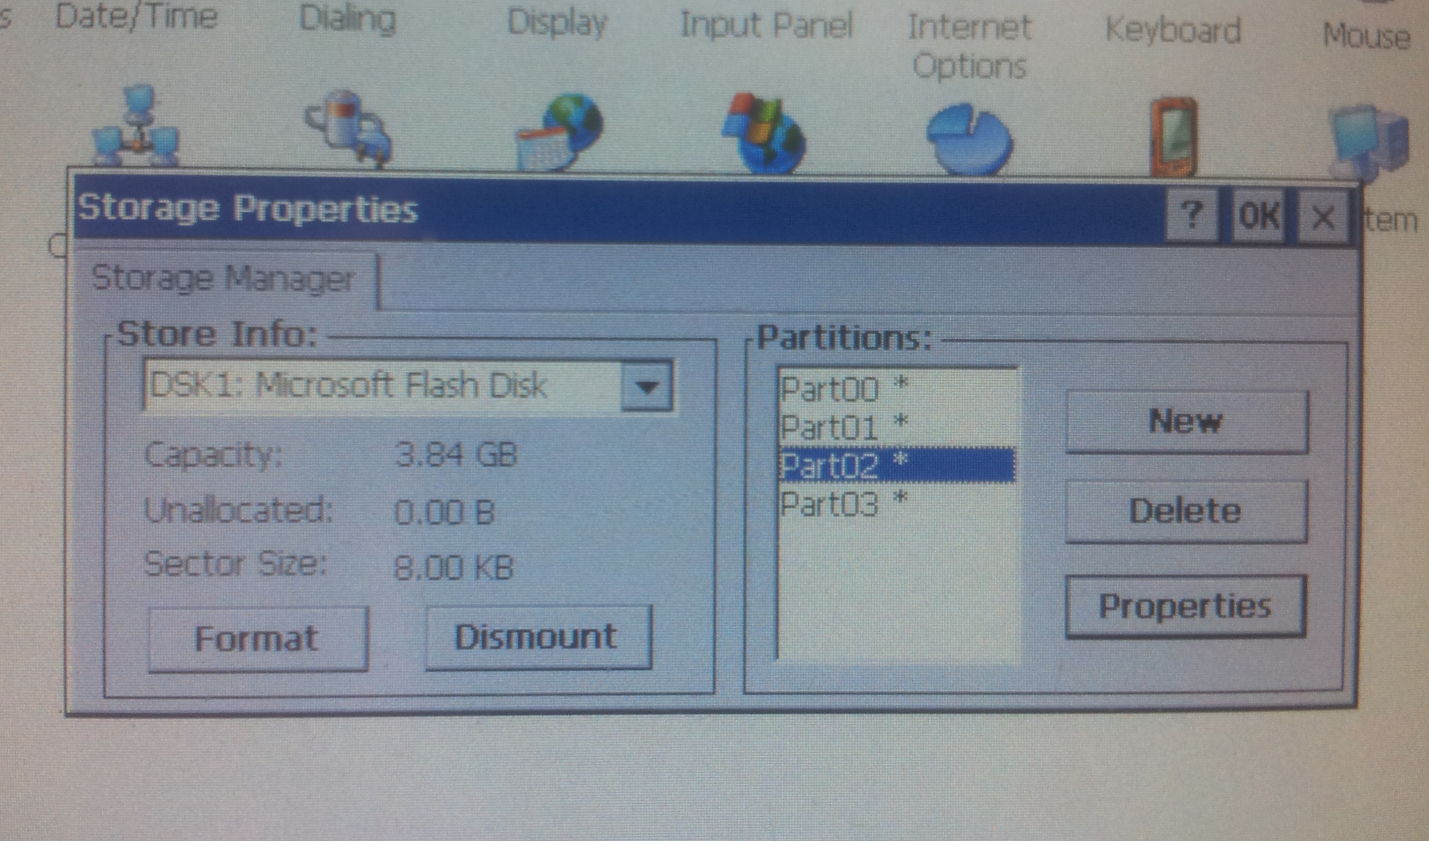 s Date/Time Dialing Display Input Panel Internet Options Keyboard Mouse
Storage Properties ? OK X
tem
Storage Manager
Store Info:
DSK1: Microsoft Flash Disk
Capacity: 3.84 GB
Unallocated: 0.00 B
Sector Size: 8.00 KB
Format Dismount
Partitions:
Part00 *
Part01 *
Part02 *
Part03 *
New
Delete
Properties